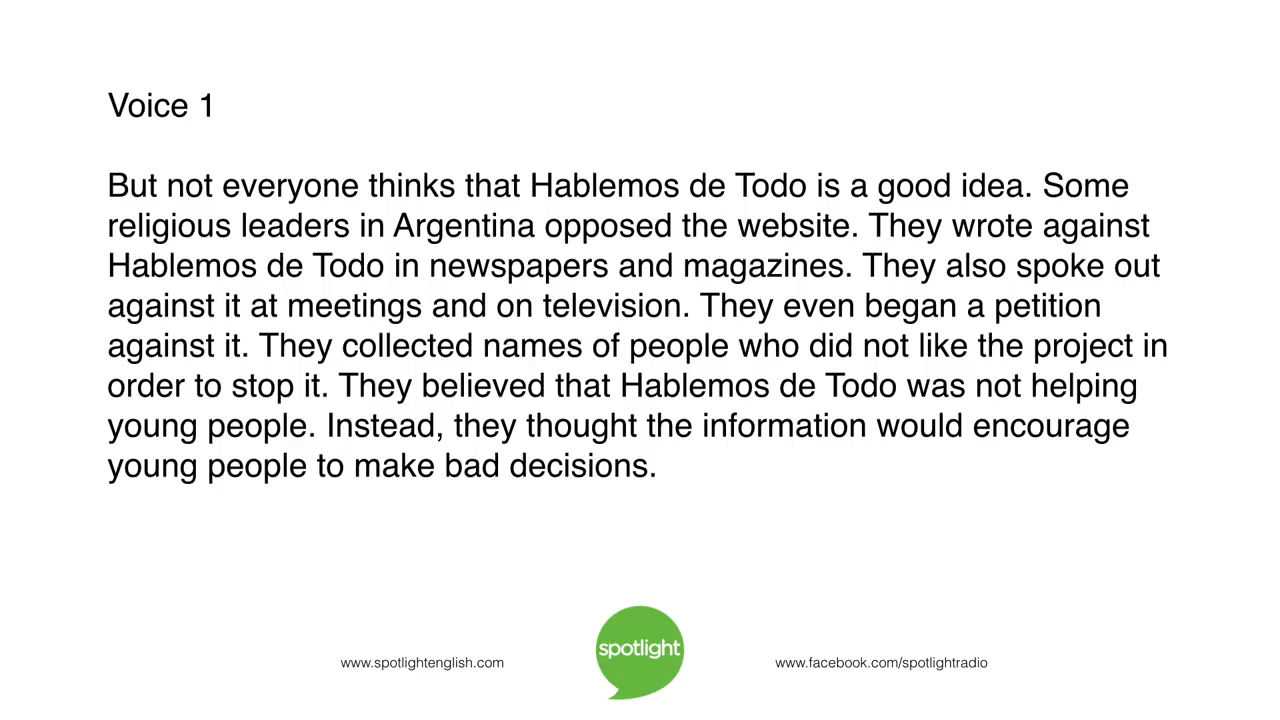 Voice 1
But not everyone thinks that Hablemos de Todo is a good idea. Some
religious leaders in Argentina opposed the website. They wrote against
Hablemos de Todo in newspapers and magazines. They also spoke out
against it at meetings and on television. They even began a petition
against it. They collected names of people who did not like the project in
order to stop it. They believed that Hablemos de Todo was not helping
young people. Instead, they thought the information would encourage
young people to make bad decisions.
spotlight
www.spotlightenglish.com
www.facebook.com/spotlightradio